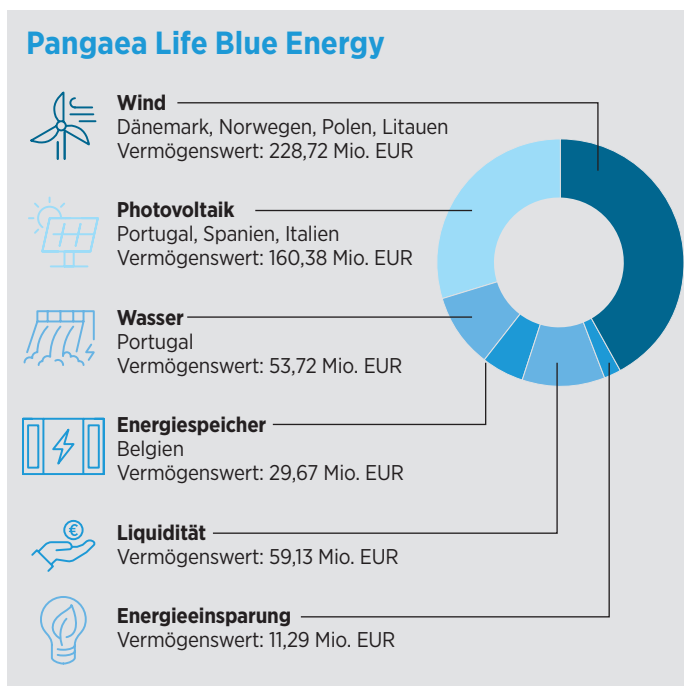 Pangaea Life Blue Energy
Wind
Dänemark, Norwegen, Polen, Litauen
Vermögenswert: 228,72 Mio. EUR
Photovoltaik
Portugal, Spanien, Italien
Vermögenswert: 160,38 Mio. EUR
Wasser
Portugal
Vermögenswert: 53,72 Mio. EUR
Energiespeicher
Belgien
Vermögenswert: 29,67 Mio. EUR
€
Liquidität
Vermögenswert: 59,13 Mio. EUR
Energieeinsparung
Vermögenswert: 11,29 Mio. EUR